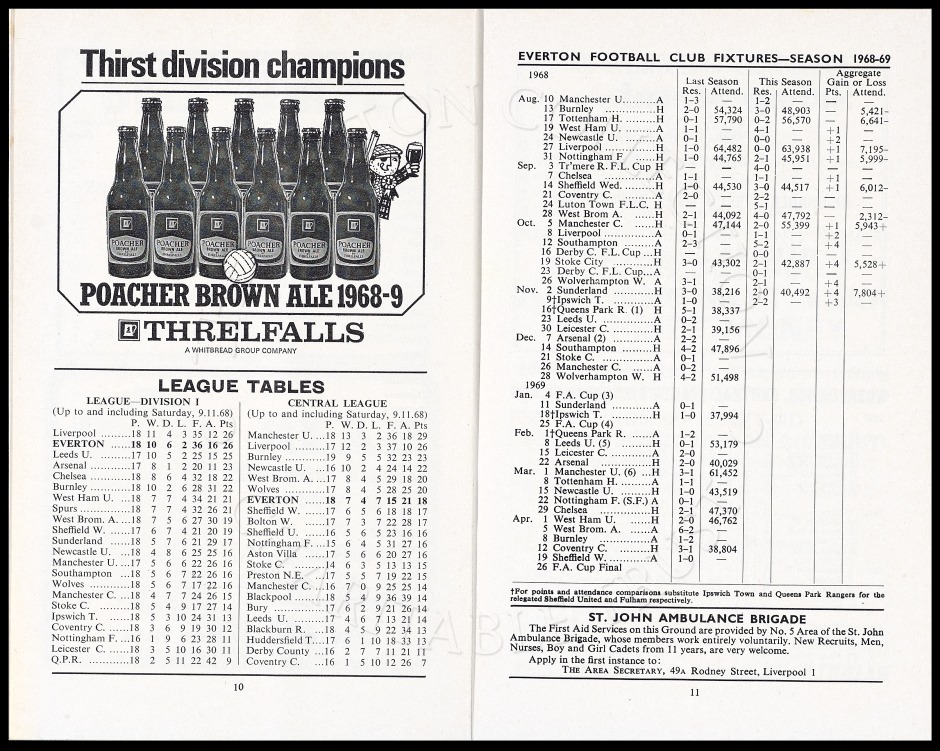 Thirst division champions
POACHER BROWN ALE
POACHER BROWN ALE
POACHER BROWN ALE
POACHER BROWN ALE
POACHER BROWN ALE
POACHER BROWN ALE
POACHER BROWN ALE 1968-9
THRELFALLS
A WHITBREAD GROUP COMPANY
LEAGUE TABLES
LEAGUE—DIVISION I
(Up to and including Saturday, 9.11.68)
P. W. D. L. F. A. Pts
Liverpool ........18 11 4 3 35 12 26
EVERTON ......18 10 6 2 36 16 26
Leeds U. .........17 10 5 2 25 15 25
Arsenal ..........17 8 1 2 20 11 23
Chelsea ..........18 8 6 4 32 18 22
Burnley ..........18 10 2 6 28 31 22
West Ham U. ...18 7 7 4 34 21 21
Spurs ............18 7 7 4 32 26 21
West Brom. A. ...18 7 5 6 27 30 19
Sheffield W. ......17 6 7 4 21 20 19
Sunderland ......18 5 7 6 21 29 17
Newcastle U. ...18 4 8 6 25 25 16
Manchester U. ...17 5 6 6 22 26 16
Southampton ...18 5 6 7 22 26 16
Wolves ..........18 5 6 7 17 22 16
Manchester C. ...18 4 7 7 24 26 15
Stoke C. .........18 5 4 9 17 27 14
Ipswich T. ......18 5 3 10 24 31 13
Coventry C. ......18 3 6 9 19 30 12
Nottingham F. ...16 1 9 6 23 28 11
Leicester C. ......18 3 5 10 16 30 11
Q.P.R. ...........18 2 5 11 22 42 9
CENTRAL LEAGUE
(Up to and including Saturday, 9.11.68)
P. W. D. L. F. A. Pts
Manchester U. ...18 13 3 2 36 18 29
Liverpool ........17 12 2 3 37 10 26
Burnley ..........19 9 5 5 32 23 23
Newcastle U. ...16 10 2 4 24 14 22
West Brom. A. ...17 8 4 5 29 18 20
Wolves ..........17 8 4 5 28 25 20
EVERTON ......18 7 4 7 15 21 18
Sheffield W. ......17 6 5 6 18 18 17
Bolton W. .......17 7 3 7 22 28 17
Sheffield U. ......16 5 6 5 23 16 16
Nottingham F. ...15 6 4 5 31 27 16
Aston Villa ......17 5 6 6 20 27 16
Stoke C. .........14 6 3 5 13 13 15
Preston N.E. ......17 5 5 7 19 22 15
Manchester C. ...16 7 0 9 25 25 14
Blackpool ........18 5 4 9 36 39 14
Bury .............17 6 2 9 21 26 14
Leeds U. .........17 4 6 7 13 21 14
Blackburn R. ...18 4 5 9 22 34 13
Huddersfield T. ...17 6 1 10 18 33 13
Derby County ...16 2 7 7 11 21 11
Coventry C. ......16 1 5 10 12 26 7
10
EVERTON FOOTBALL CLUB FIXTURES—SEASON 1968-69
1968 Last Season This Season Aggregate Gain or Loss
Res. Attend. Res. Attend. Pts. Attend.
Aug. 10 Manchester U..........A 1–3 — 1–2 —
13 Burnley ...............H 2–0 54,324 3–0 48,903 — 5,421-
17 Tottenham H. ..........H 0–1 57,790 0–2 56,570 — 6,641-
19 West Ham U. ..........A 1–1 — 4–1 — +1 —
24 Newcastle U. ..........A 0–1 — 0–0 — +2 —
27 Liverpool .............H 1–0 64,482 0–0 63,938 +1 7,195-
31 Nottingham F ..........H 1–0 44,765 2–1 45,951 +1 5,999-
Sep. 3 Tr'mere R. F.L. Cup H — — 4–0 — — —
7 Chelsea ...............A 1–1 — 1–1 — +1 —
14 Sheffield Wed. .........H 1–0 44,530 3–0 44,517 +1 6,012-
21 Coventry C. ...........A 2–0 — 2–2 — — —
24 Luton Town F.L.C. H — — 5–1 — — —
28 West Brom A. ......H 2–1 44,092 4–0 47,792 — 2,312-
Oct. 5 Manchester C. .........H 1–1 47,144 2–0 55,399 +1 5,943+
8 Liverpool .............A 0–1 — 1–1 — +2 —
12 Southampton ..........A 2–3 — 5–2 — +4 —
16 Derby C. F.L. Cup ...H 0–0
19 Stoke City ............H 3–0 43,302 2–1 42,887 +4 5,528+
23 Derby C. F.L. Cup...A 0–1 —
26 Wolverhampton W. A 3–1 — 2–1 — +4 —
Nov. 2 Sunderland ...........H 3–0 38,216 2–0 40,492 +4 7,804+
9†Ipswich T. ...........A 1–0 — 2–2 — +3 —
16†Queens Park R. (1) H 5–1 38,337
23 Leeds U. .............A 0–2 —
30 Leicester C. ..........H 2–1 39,156
Dec. 7 Arsenal (2) ..........A 2–2 —
14 Southampton .........H 4–2 47,896
21 Stoke C. .............A 0–1 —
26 Manchester C. ........A 0–2 —
28 Wolverhampton W. H 4–2 51,498
1969
Jan. 4 F.A. Cup (3)
11 Sunderland ..........A 0–1 —
18†Ipswich T. ...........H 1–0 37,994
25 F.A. Cup (4)
Feb. 1†Queens Park R. ......A 1–2 —
8 Leeds U. (5) .........H 0–1 53,179
15 Leicester C. ..........A 2–0 —
22 Arsenal ..............H 2–0 40,029
Mar. 1 Manchester U. (6) ...H 3–1 61,452
8 Tottenham H. .........A 1–1 —
15 Newcastle U. .........H 1–0 43,519
22 Nottingham F. (S.F.) A 0–1 —
29 Chelsea ..............H 2–1 47,370
Apr. 1 West Ham U. ........H 2–0 46,762
5 West Brom. A. ........A 6–2 —
8 Burnley ..............A 1–2 —
12 Coventry C. ..........H 3–1 38,804
19 Sheffield W. ..........A 1–0 —
26 F.A. Cup Final
†For points and attendance comparisons substitute Ipswich Town and Queens Park Rangers for the
relegated Sheffield United and Fulham respectively.
ST. JOHN AMBULANCE BRIGADE
The First Aid Services on this Ground are provided by No. 5 Area of the St. John
Ambulance Brigade, whose members work entirely voluntarily. New Recruits, Men,
Nurses, Boy and Girl Cadets from 11 years, are very welcome.
Apply in the first instance to:
THE AREA SECRETARY, 49A Rodney Street, Liverpool 1
11